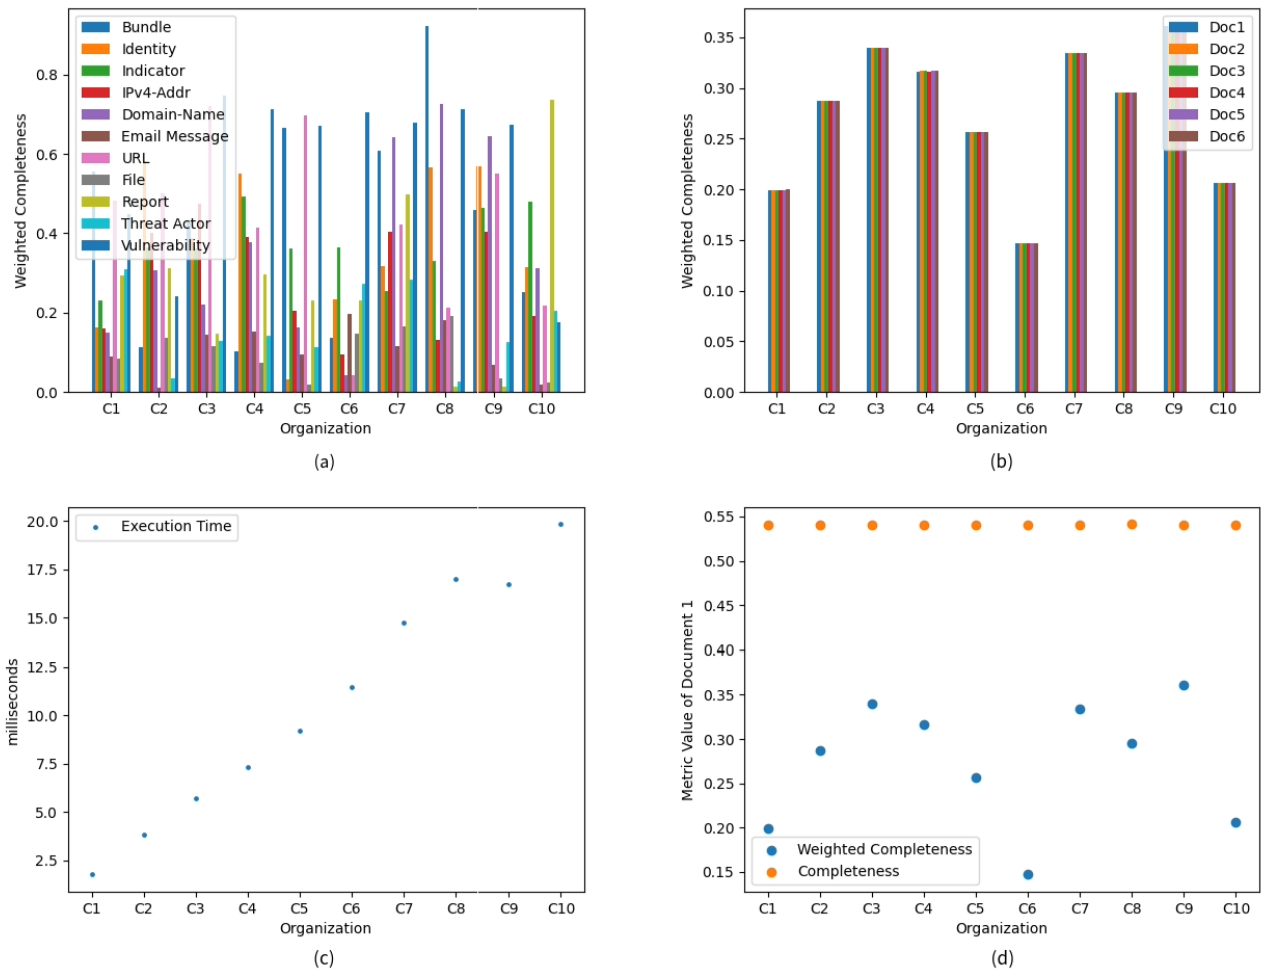 Weighted Completeness
0.8
0.6
0.4
0.2
0.0
Bundle
Identity
Indicator
IPv4-Addr
Domain-Name
Email Message
URL
File
Report
Threat Actor
Vulnerability
C1 C2 C3 C4 C5 C6 C7 C8 C9 C10
Organization
(a)
Weighted Completeness
0.35
0.30
0.25
0.20
0.15
0.10
0.05
0.00
Doc1
Doc2
Doc3
Doc4
Doc5
Doc6
C1 C2 C3 C4 C5 C6 C7 C8 C9 C10
Organization
(b)
milliseconds
20.0
17.5
15.0
12.5
10.0
7.5
5.0
2.5
Execution Time
C1 C2 C3 C4 C5 C6 C7 C8 C9 C10
Organization
(c)
Metric Value of Document 1
0.55
0.50
0.45
0.40
0.35
0.30
0.25
0.20
0.15
Weighted Completeness
Completeness
C1 C2 C3 C4 C5 C6 C7 C8 C9 C10
Organization
(d)